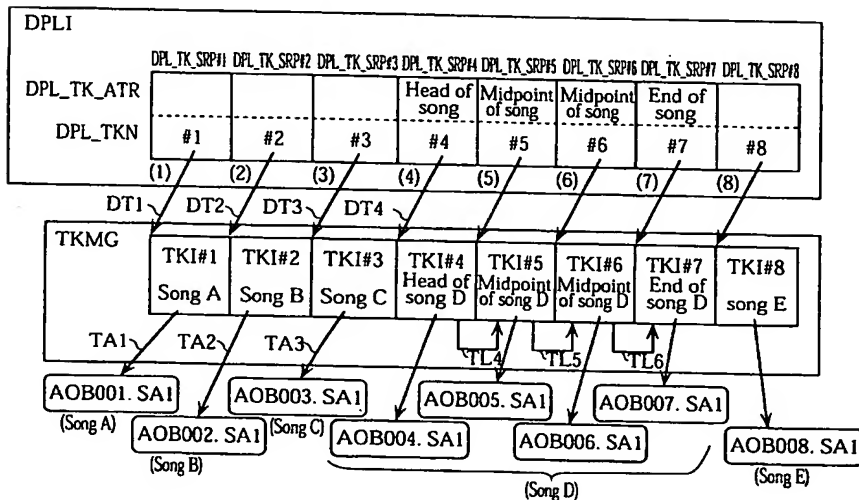 DPLI
DPL_TK_SRP#1 DPL_TK_SRP#2 DPL_TK_SRP#3 DPL_TK_SRP#4 DPL_TK_SRP#5 DPL_TK_SRP#6 DPL_TK_SRP#7 DPL_TK_SRP#8
DPL_TK_ATR
Head of song
Midpoint of song
Midpoint of song
End of song
DPL_TKN
#1 #2 #3 #4 #5 #6 #7 #8
(1) (2) (3) (4) (5) (6) (7) (8)
DT1 DT2 DT3 DT4
TKMG
TKI#1 Song A
TKI#2 Song B
TKI#3 Song C
TKI#4 Head of song D
TKI#5 Midpoint of song D
TKI#6 Midpoint of song D
TKI#7 End of song D
TKI#8 song E
TA1 TA2 TA3 TL4 TL5 TL6
AOB001. SA1
(Song A)
AOB002. SA1
(Song B)
AOB003. SA1
(Song C)
AOB004. SA1
AOB005. SA1
AOB006. SA1
AOB007. SA1
(Song D)
AOB008. SA1
(Song E)